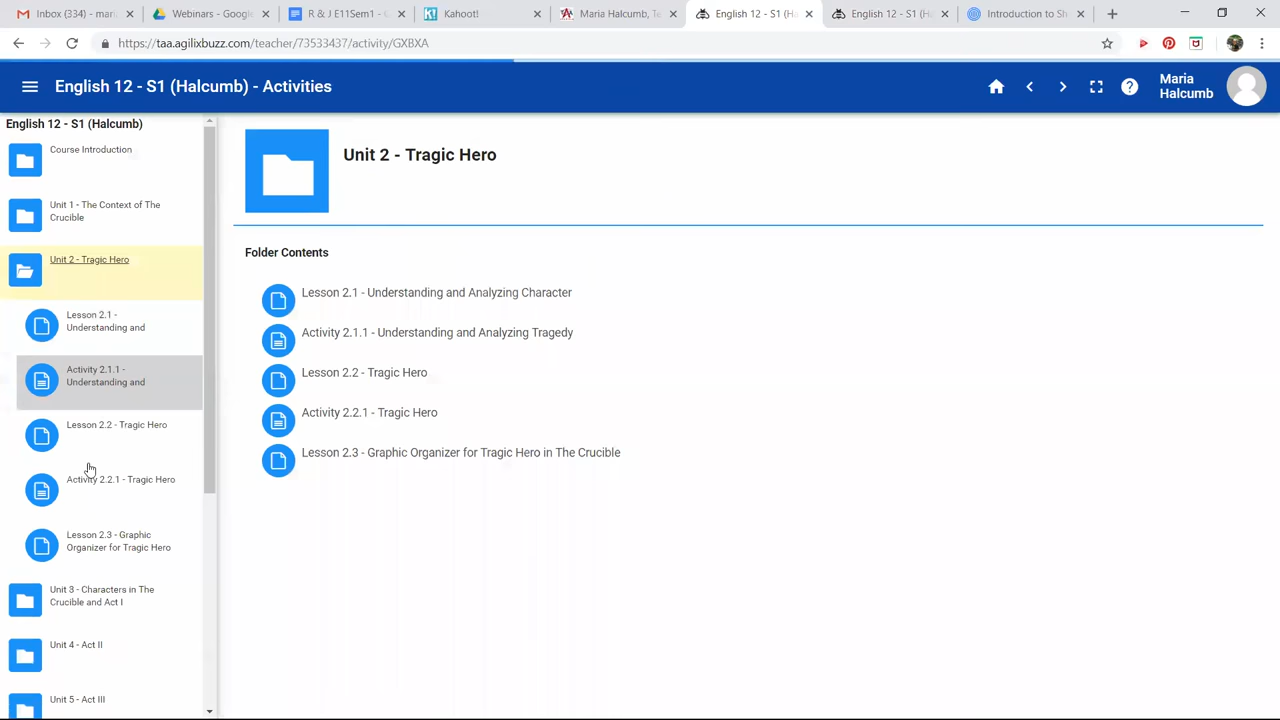 Inbox (334) - mari
Webinars - Google
R & J E11Sem1 - G
Kahoot!
Maria Halcumb, Te
English 12 - S1 (Ha
English 12 - S1 (Ha
Introduction to Sh
https://taa.agilixbuzz.com/teacher/73533437/activity/GXBXA
English 12 - S1 (Halcumb) - Activities
Maria
Halcumb
English 12 - S1 (Halcumb)
Course Introduction
Unit 1 - The Context of The
Crucible
Unit 2 - Tragic Hero
Lesson 2.1 -
Understanding and
Activity 2.1.1 -
Understanding and
Lesson 2.2 - Tragic Hero
Activity 2.2.1 - Tragic Hero
Lesson 2.3 - Graphic
Organizer for Tragic Hero
Unit 3 - Characters in The
Crucible and Act I
Unit 4 - Act II
Unit 5 - Act III
Unit 2 - Tragic Hero
Folder Contents
Lesson 2.1 - Understanding and Analyzing Character
Activity 2.1.1 - Understanding and Analyzing Tragedy
Lesson 2.2 - Tragic Hero
Activity 2.2.1 - Tragic Hero
Lesson 2.3 - Graphic Organizer for Tragic Hero in The Crucible